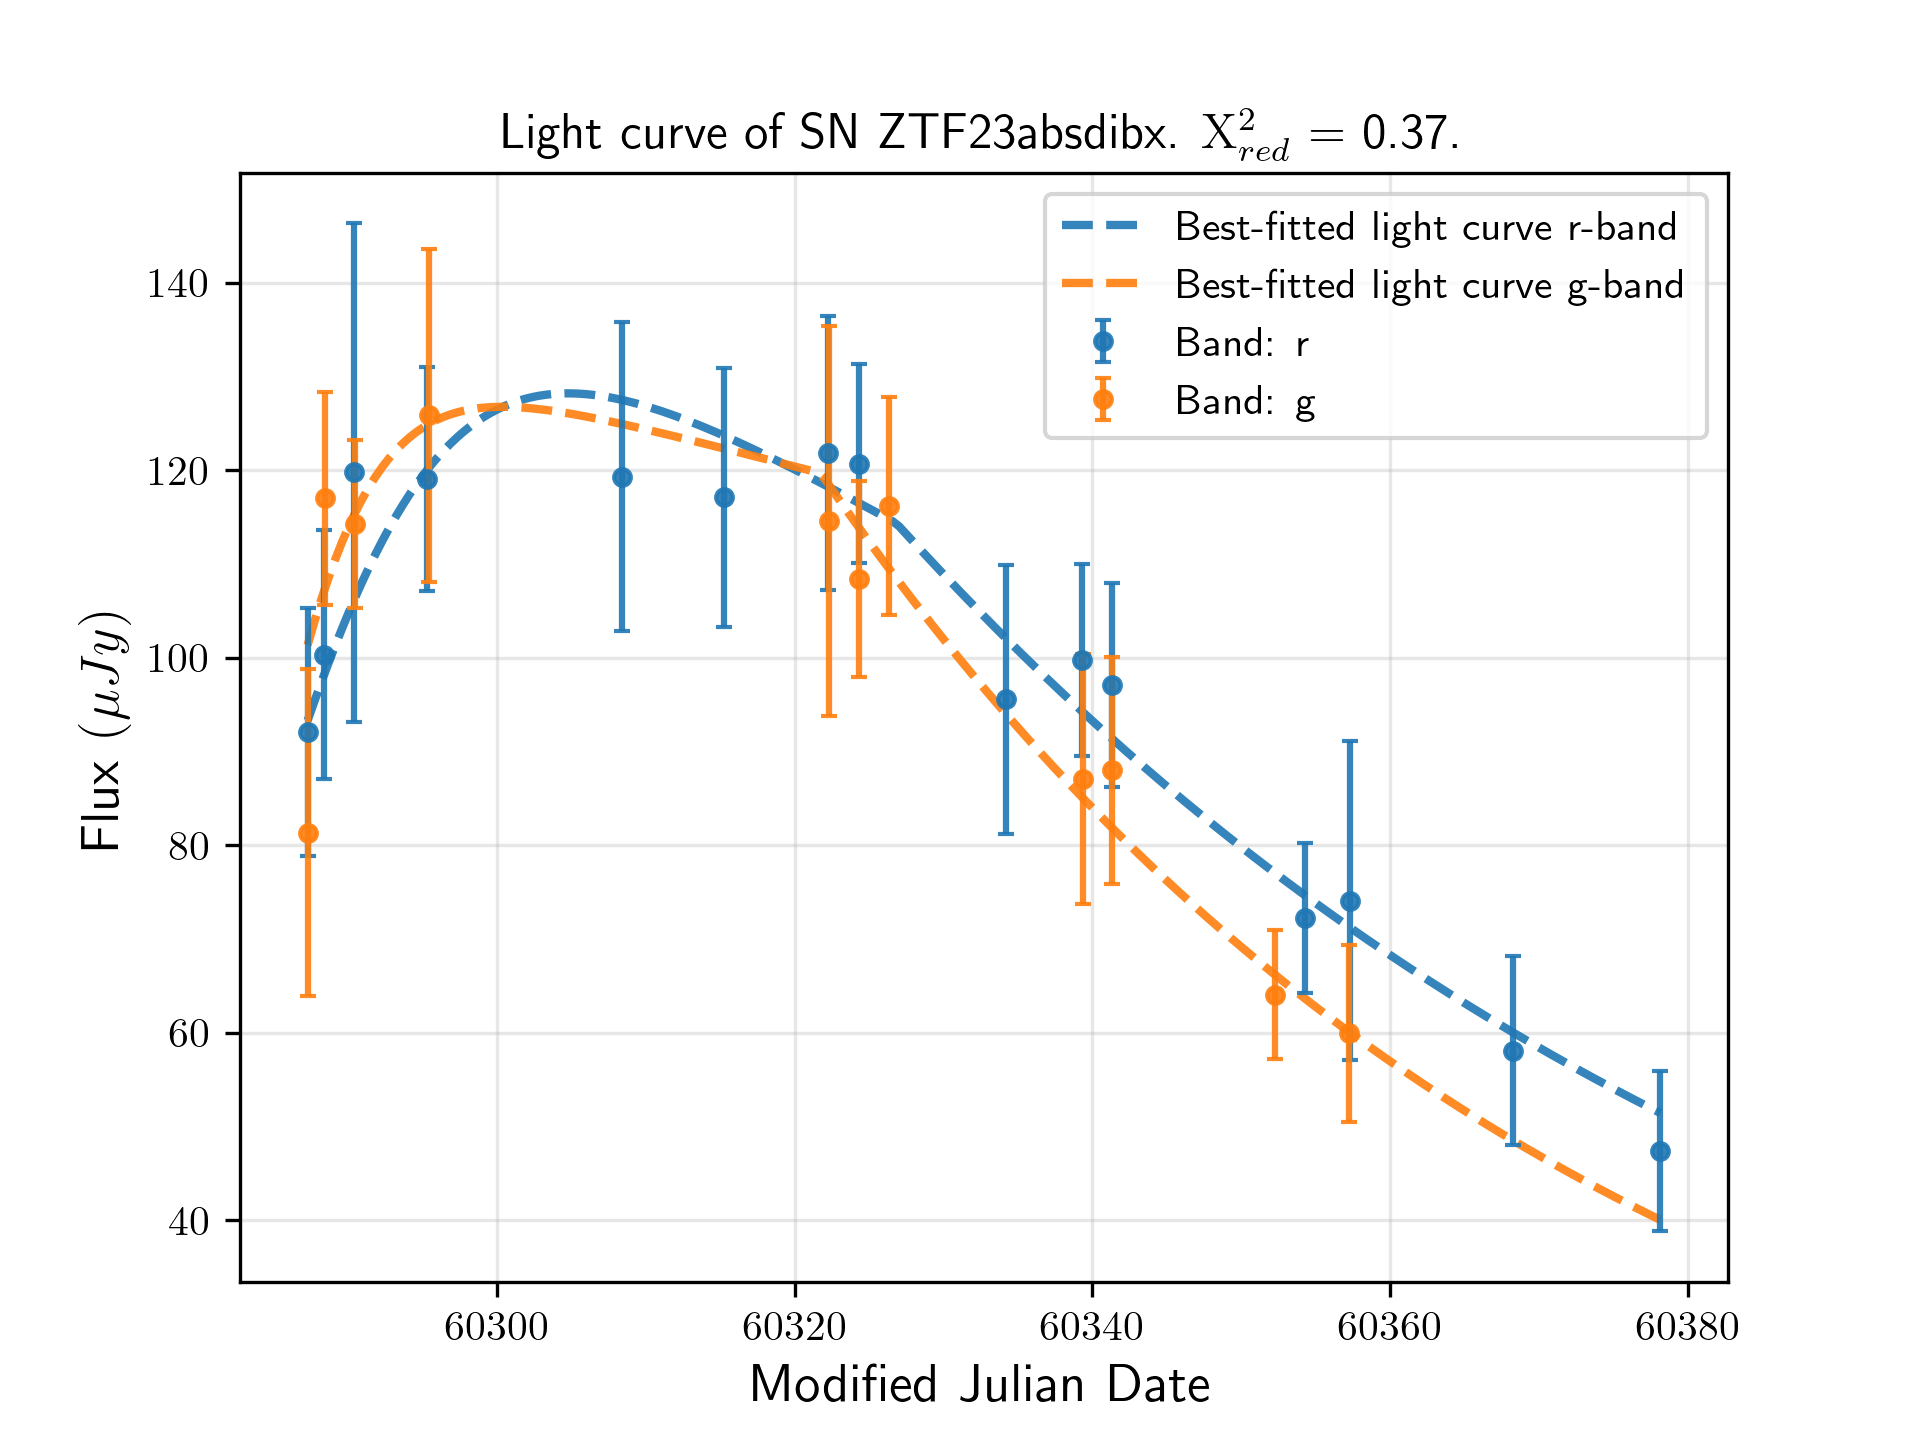 Light curve of SN ZTF23absdibx. X²_red = 0.37.
Best-fitted light curve r-band
Best-fitted light curve g-band
Band: r
Band: g
Flux (μJy)
140
120
100
80
60
40
60300 60320 60340 60360 60380
Modified Julian Date